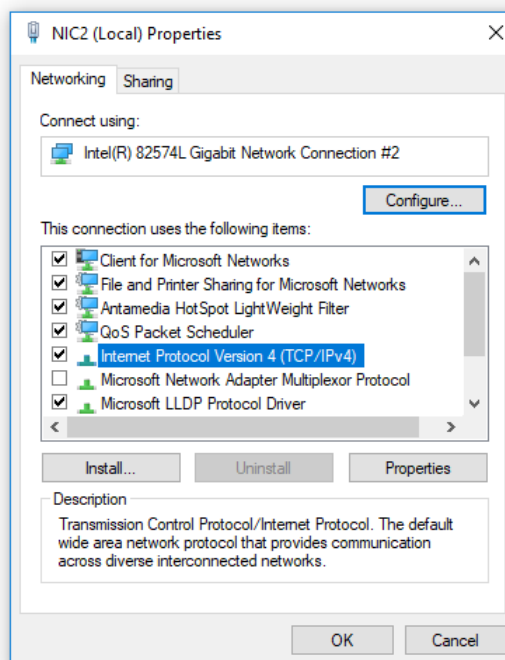 NIC2 (Local) Properties
Networking
Sharing
Connect using:
Intel(R) 82574L Gigabit Network Connection #2
Configure...
This connection uses the following items:
Client for Microsoft Networks
File and Printer Sharing for Microsoft Networks
Antamedia HotSpot LightWeight Filter
QoS Packet Scheduler
Internet Protocol Version 4 (TCP/IPv4)
Microsoft Network Adapter Multiplexor Protocol
Microsoft LLDP Protocol Driver
Install...
Uninstall
Properties
Description
Transmission Control Protocol/Internet Protocol. The default
wide area network protocol that provides communication
across diverse interconnected networks.
OK
Cancel